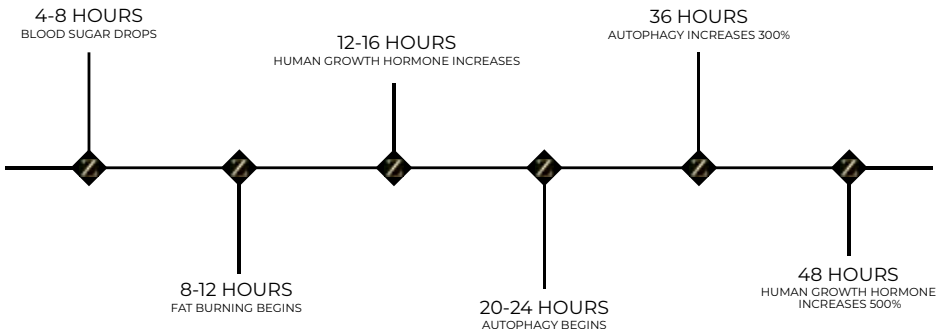 4-8 HOURS
BLOOD SUGAR DROPS
8-12 HOURS
FAT BURNING BEGINS
12-16 HOURS
HUMAN GROWTH HORMONE INCREASES
20-24 HOURS
AUTOPHAGY BEGINS
36 HOURS
AUTOPHAGY INCREASES 300%
48 HOURS
HUMAN GROWTH HORMONE
INCREASES 500%
Z
Z
Z
Z
Z
Z